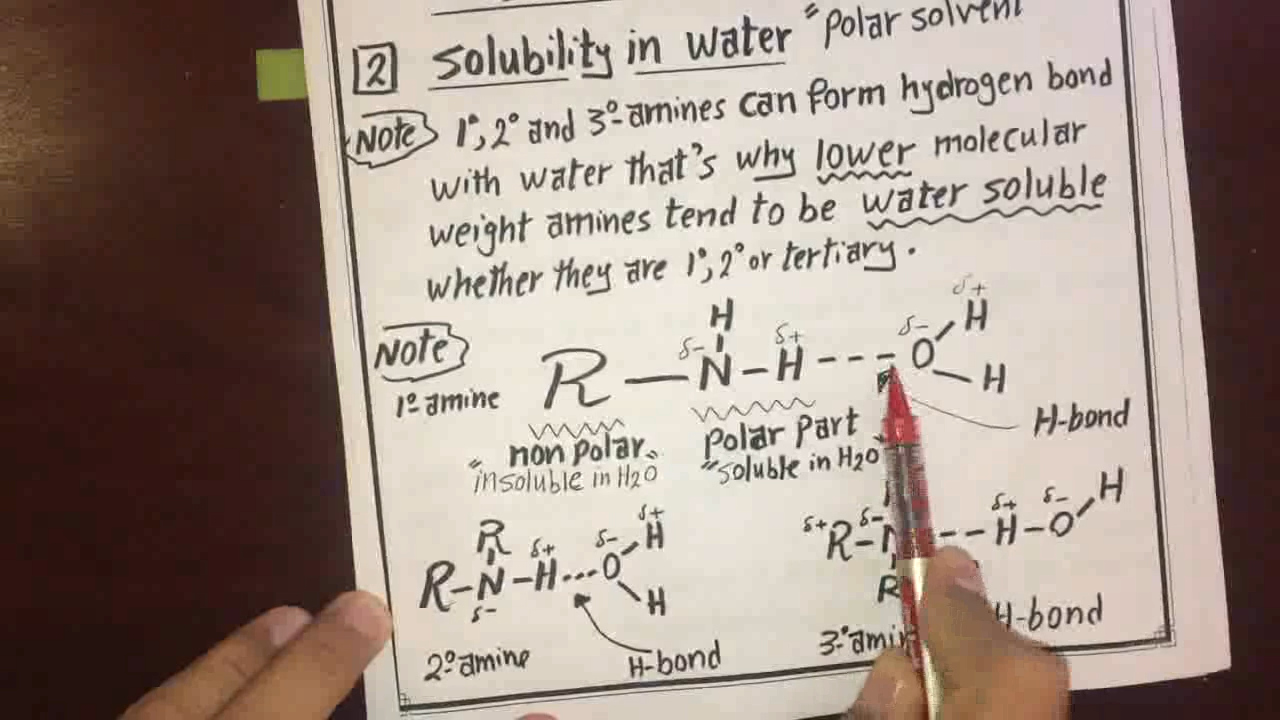 2 Solubility in water "Polar solvent
Note 1°, 2° and 3°-amines can form hydrogen bond
with water that's why lower molecular
weight amines tend to be water soluble
whether they are 1°, 2° or tertiary.
Note
1° amine
H δ+
δ- δ+ δ- H
R — N — H --- O
H
H-bond
non polar Polar Part
"insoluble in H2O "soluble in H2O
R δ+ δ- δ+
R-N-H...O H
δ- H
δ+ δ- δ+ δ- H
R- --H-O
R
2° amine H-bond
3° amin H-bond